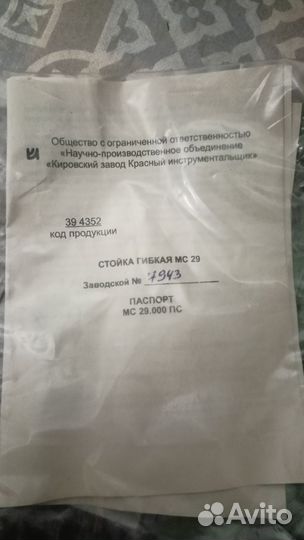 Общество с ограниченной ответственностью
«Научно-производственное объединение
«Кировский завод Красный инструментальщик»
39 4352
код продукции
СТОЙКА ГИБКАЯ МС 29
Заводской № 7943
ПАСПОРТ
МС 29.000 ПС
Avito